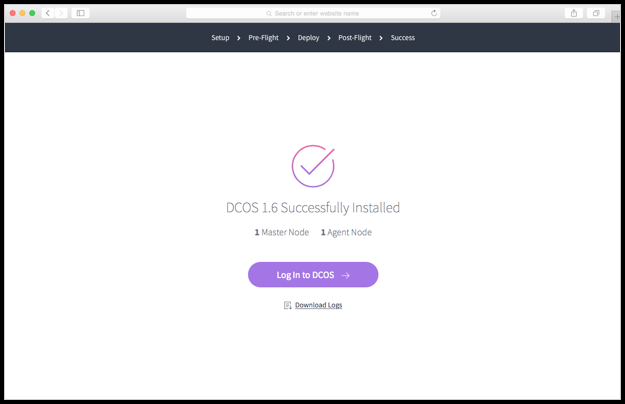 Search or enter website name
Setup > Pre-Flight > Deploy > Post-Flight > Success
DCOS 1.6 Successfully Installed
1 Master Node 1 Agent Node
Log In to DCOS →
Download Logs